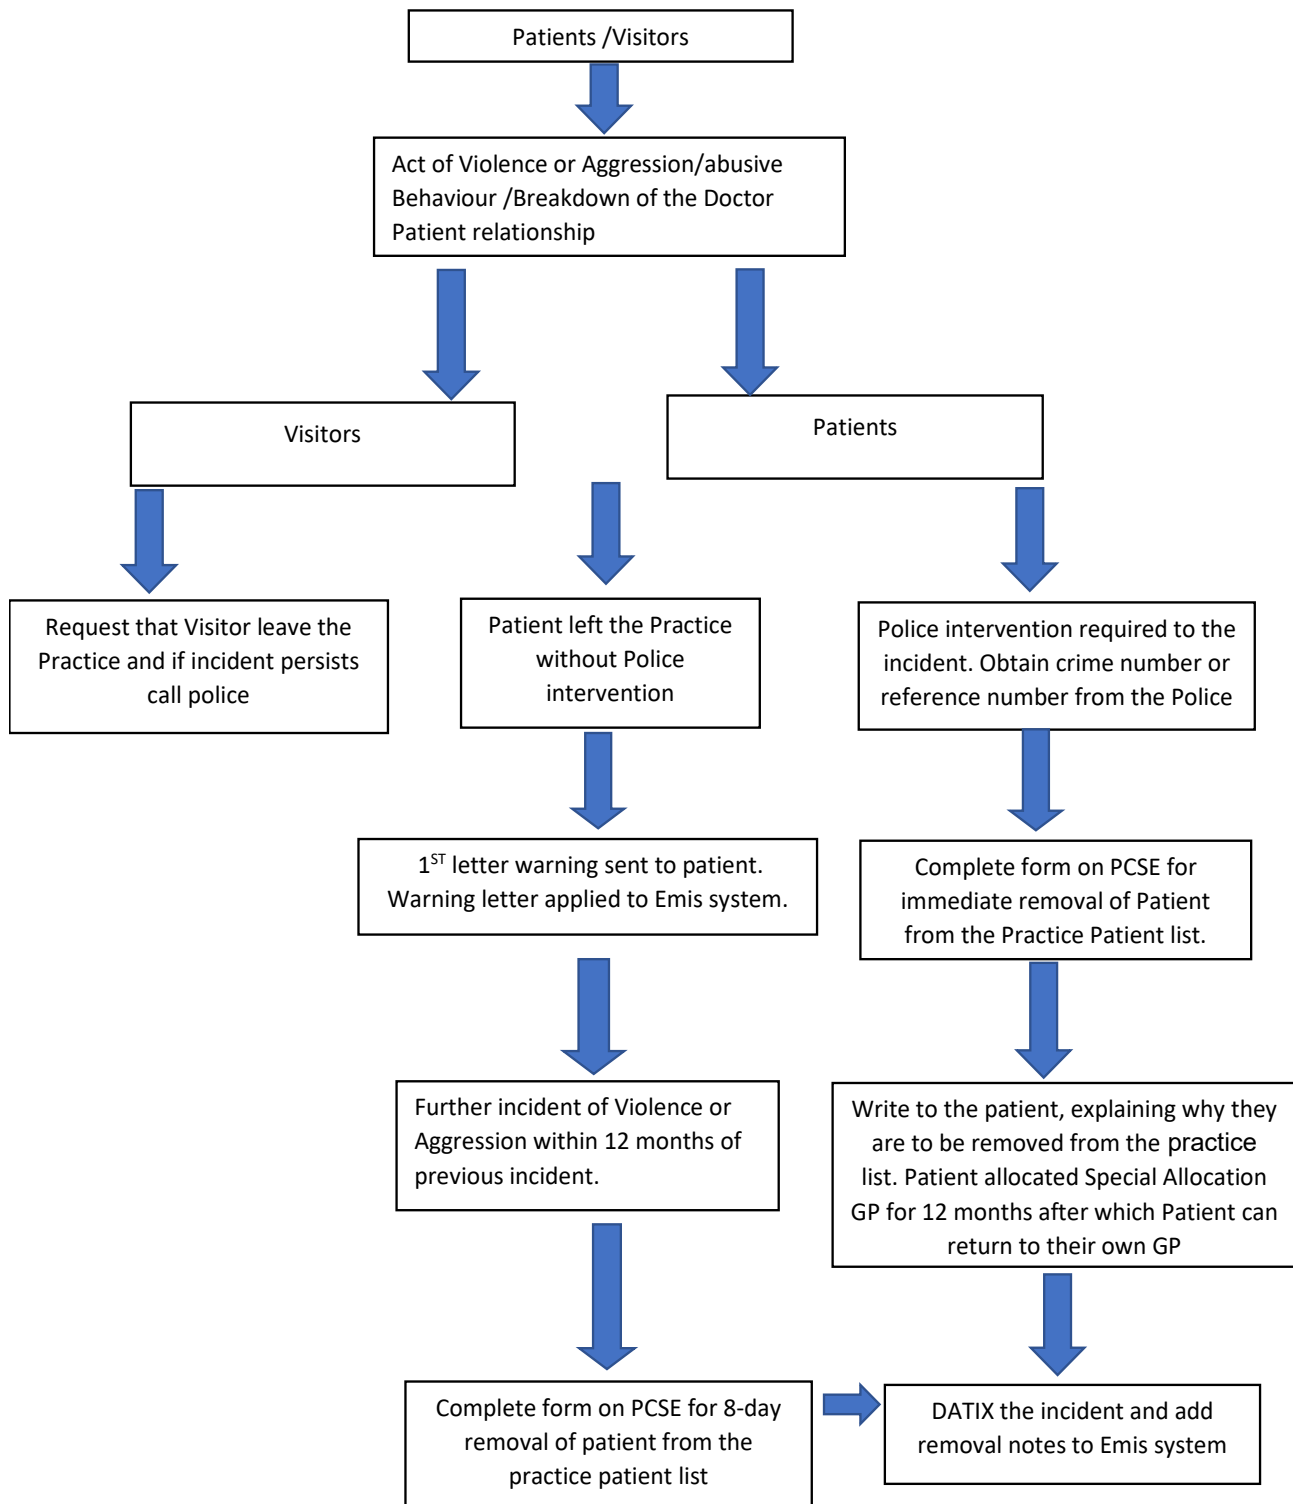 Patients /Visitors
Act of Violence or Aggression/abusive
Behaviour /Breakdown of the Doctor
Patient relationship
Visitors
Patients
Request that Visitor leave the
Practice and if incident persists
call police
Patient left the Practice
without Police
intervention
Police intervention required to the
incident. Obtain crime number or
reference number from the Police
1ST letter warning sent to patient.
Warning letter applied to Emis system.
Complete form on PCSE for
immediate removal of Patient
from the Practice Patient list.
Further incident of Violence or
Aggression within 12 months of
previous incident.
Write to the patient, explaining why they
are to be removed from the practice
list. Patient allocated Special Allocation
GP for 12 months after which Patient can
return to their own GP
Complete form on PCSE for 8-day
removal of patient from the
practice patient list
DATIX the incident and add
removal notes to Emis system